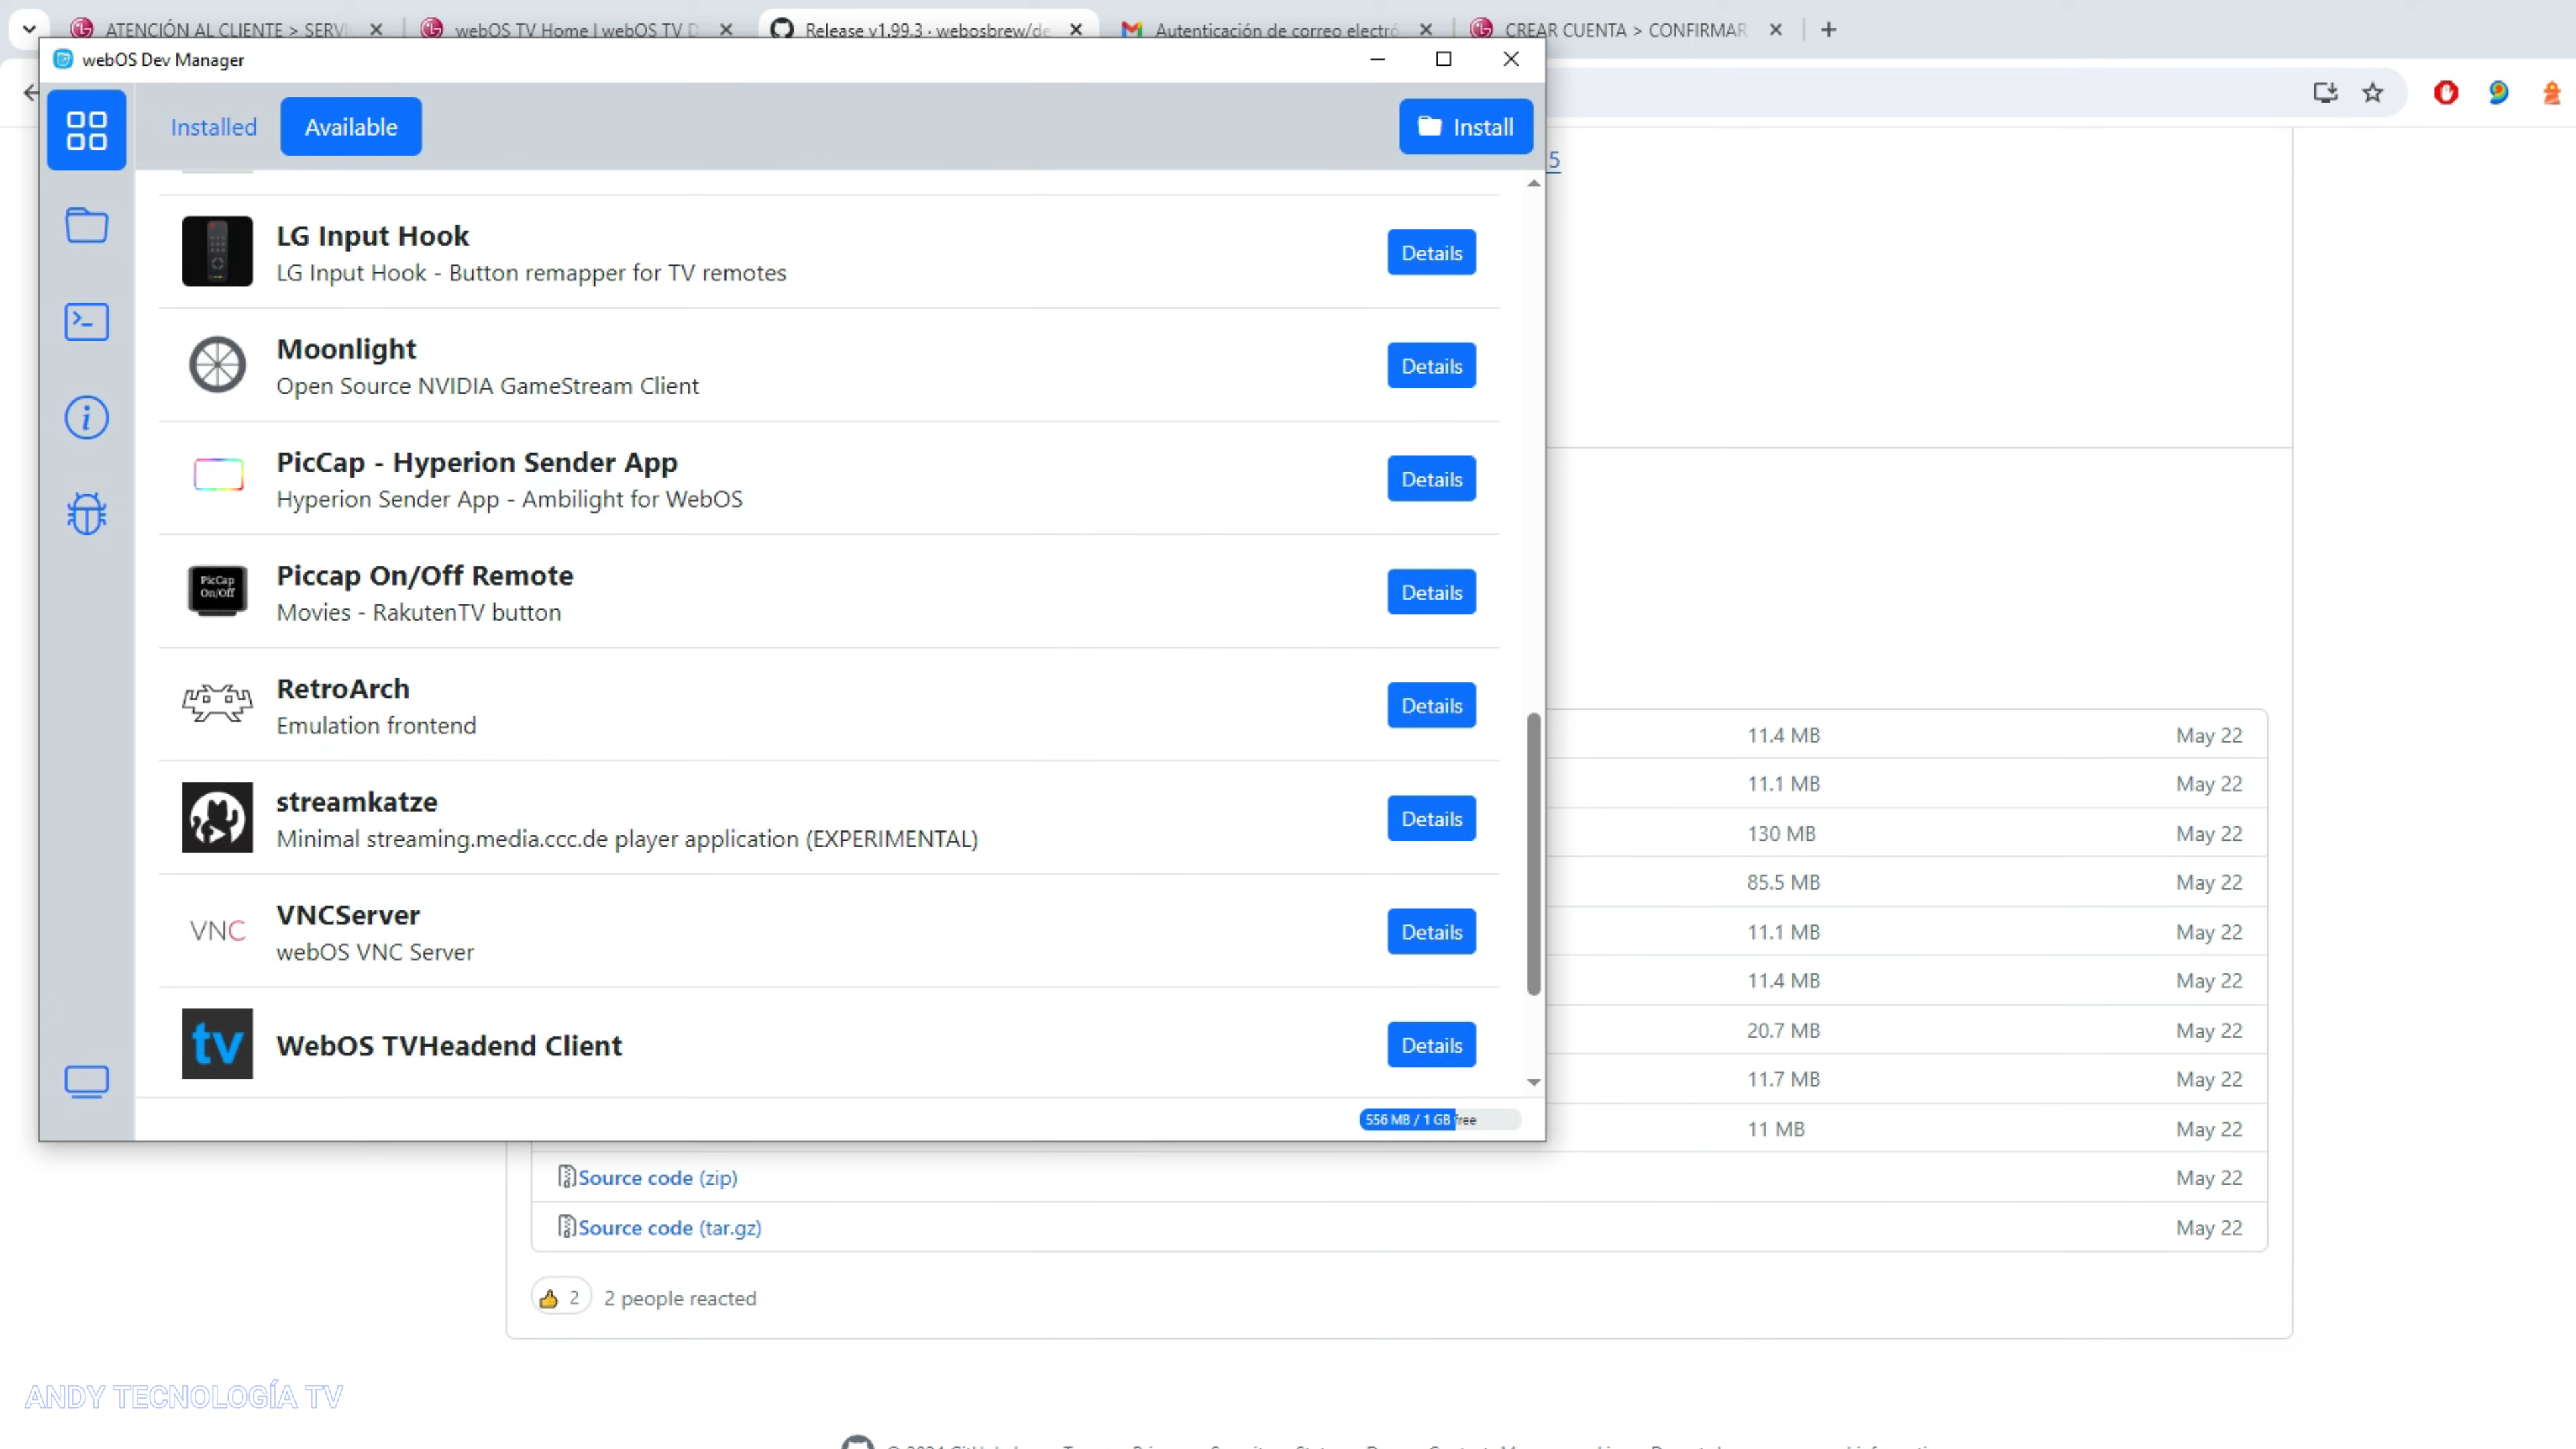 ATENCIÓN AL CLIENTE > SERVI
webOS TV Home | webOS TV D
Release v1.99.3 · webosbrew/de
Autenticación de correo electró
CREAR CUENTA > CONFIRMAR
webOS Dev Manager
Installed
Available
Install
5
LG Input Hook
LG Input Hook - Button remapper for TV remotes
Details
Moonlight
Open Source NVIDIA GameStream Client
Details
PicCap - Hyperion Sender App
Hyperion Sender App - Ambilight for WebOS
Details
PicCap
On/Off
Piccap On/Off Remote
Movies - RakutenTV button
Details
RetroArch
Emulation frontend
Details
streamkatze
Minimal streaming.media.ccc.de player application (EXPERIMENTAL)
Details
VNC
VNCServer
webOS VNC Server
Details
tv
WebOS TVHeadend Client
Details
556 MB / 1 GB free
11.4 MB May 22
11.1 MB May 22
130 MB May 22
85.5 MB May 22
11.1 MB May 22
11.4 MB May 22
20.7 MB May 22
11.7 MB May 22
11 MB May 22
Source code (zip) May 22
Source code (tar.gz) May 22
2
2 people reacted
ANDY TECNOLOGÍA TV